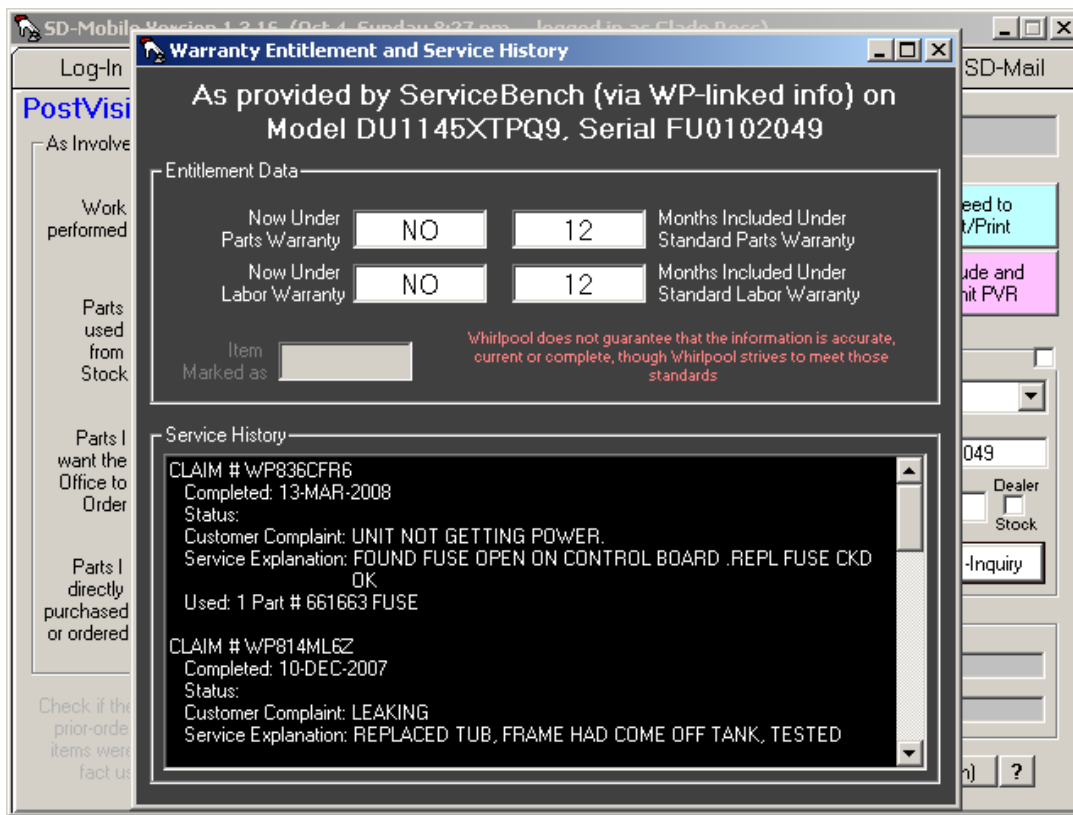 SD-Mobile Version 1.3.16 (Oct 4, Sunday 8:27 pm -- logged in as Glade Ross)
Warranty Entitlement and Service History
Log-In
SD-Mail
PostVisi
As Involve
Work
performed
Parts
used
from
Stock
Parts I
want the
Office to
Order
Parts I
directly
purchased
or ordered
Check if the
prior-orde
items were
fact us
As provided by ServiceBench (via WP-linked info) on
Model DU1145XTPQ9, Serial FU0102049
Entitlement Data
Now Under
Parts Warranty
NO
12
Months Included Under
Standard Parts Warranty
Now Under
Labor Warranty
NO
12
Months Included Under
Standard Labor Warranty
Item
Marked as
Whirlpool does not guarantee that the information is accurate,
current or complete, though Whirlpool strives to meet those
standards
Service History
CLAIM # WP836CFR6
Completed: 13-MAR-2008
Status:
Customer Complaint: UNIT NOT GETTING POWER.
Service Explanation: FOUND FUSE OPEN ON CONTROL BOARD .REPL FUSE CKD
OK
Used: 1 Part # 661663 FUSE
CLAIM # WP814ML6Z
Completed: 10-DEC-2007
Status:
Customer Complaint: LEAKING
Service Explanation: REPLACED TUB, FRAME HAD COME OFF TANK, TESTED
eed to
t/Print
ude and
nit PVR
049
Dealer
Stock
-Inquiry
n)
?